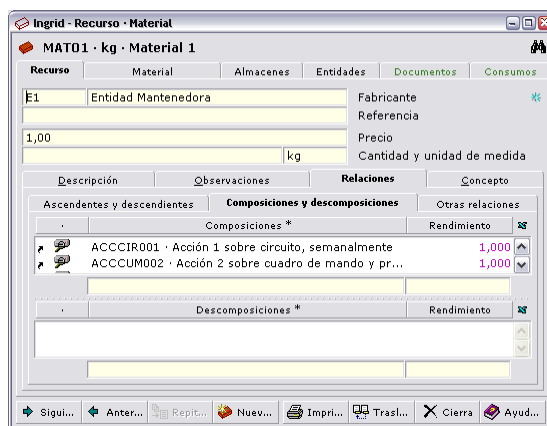 Ingrid - Recurso · Material
MAT01 · kg · Material 1
Recurso Material Almacenes Entidades Documentos Consumos
E1 Entidad Mantenedora Fabricante
Referencia
1,00 Precio
kg Cantidad y unidad de medida
Descripción Observaciones Relaciones Concepto
Ascendentes y descendientes Composiciones y descomposiciones Otras relaciones
· Composiciones * Rendimiento
ACCCIR001 · Acción 1 sobre circuito, semanalmente 1,000
ACCCUM002 · Acción 2 sobre cuadro de mando y pr... 1,000
· Descomposiciones * Rendimiento
Sigui... Anter... Repit... Nuev... Impri... Trasl... Cierra Ayud...